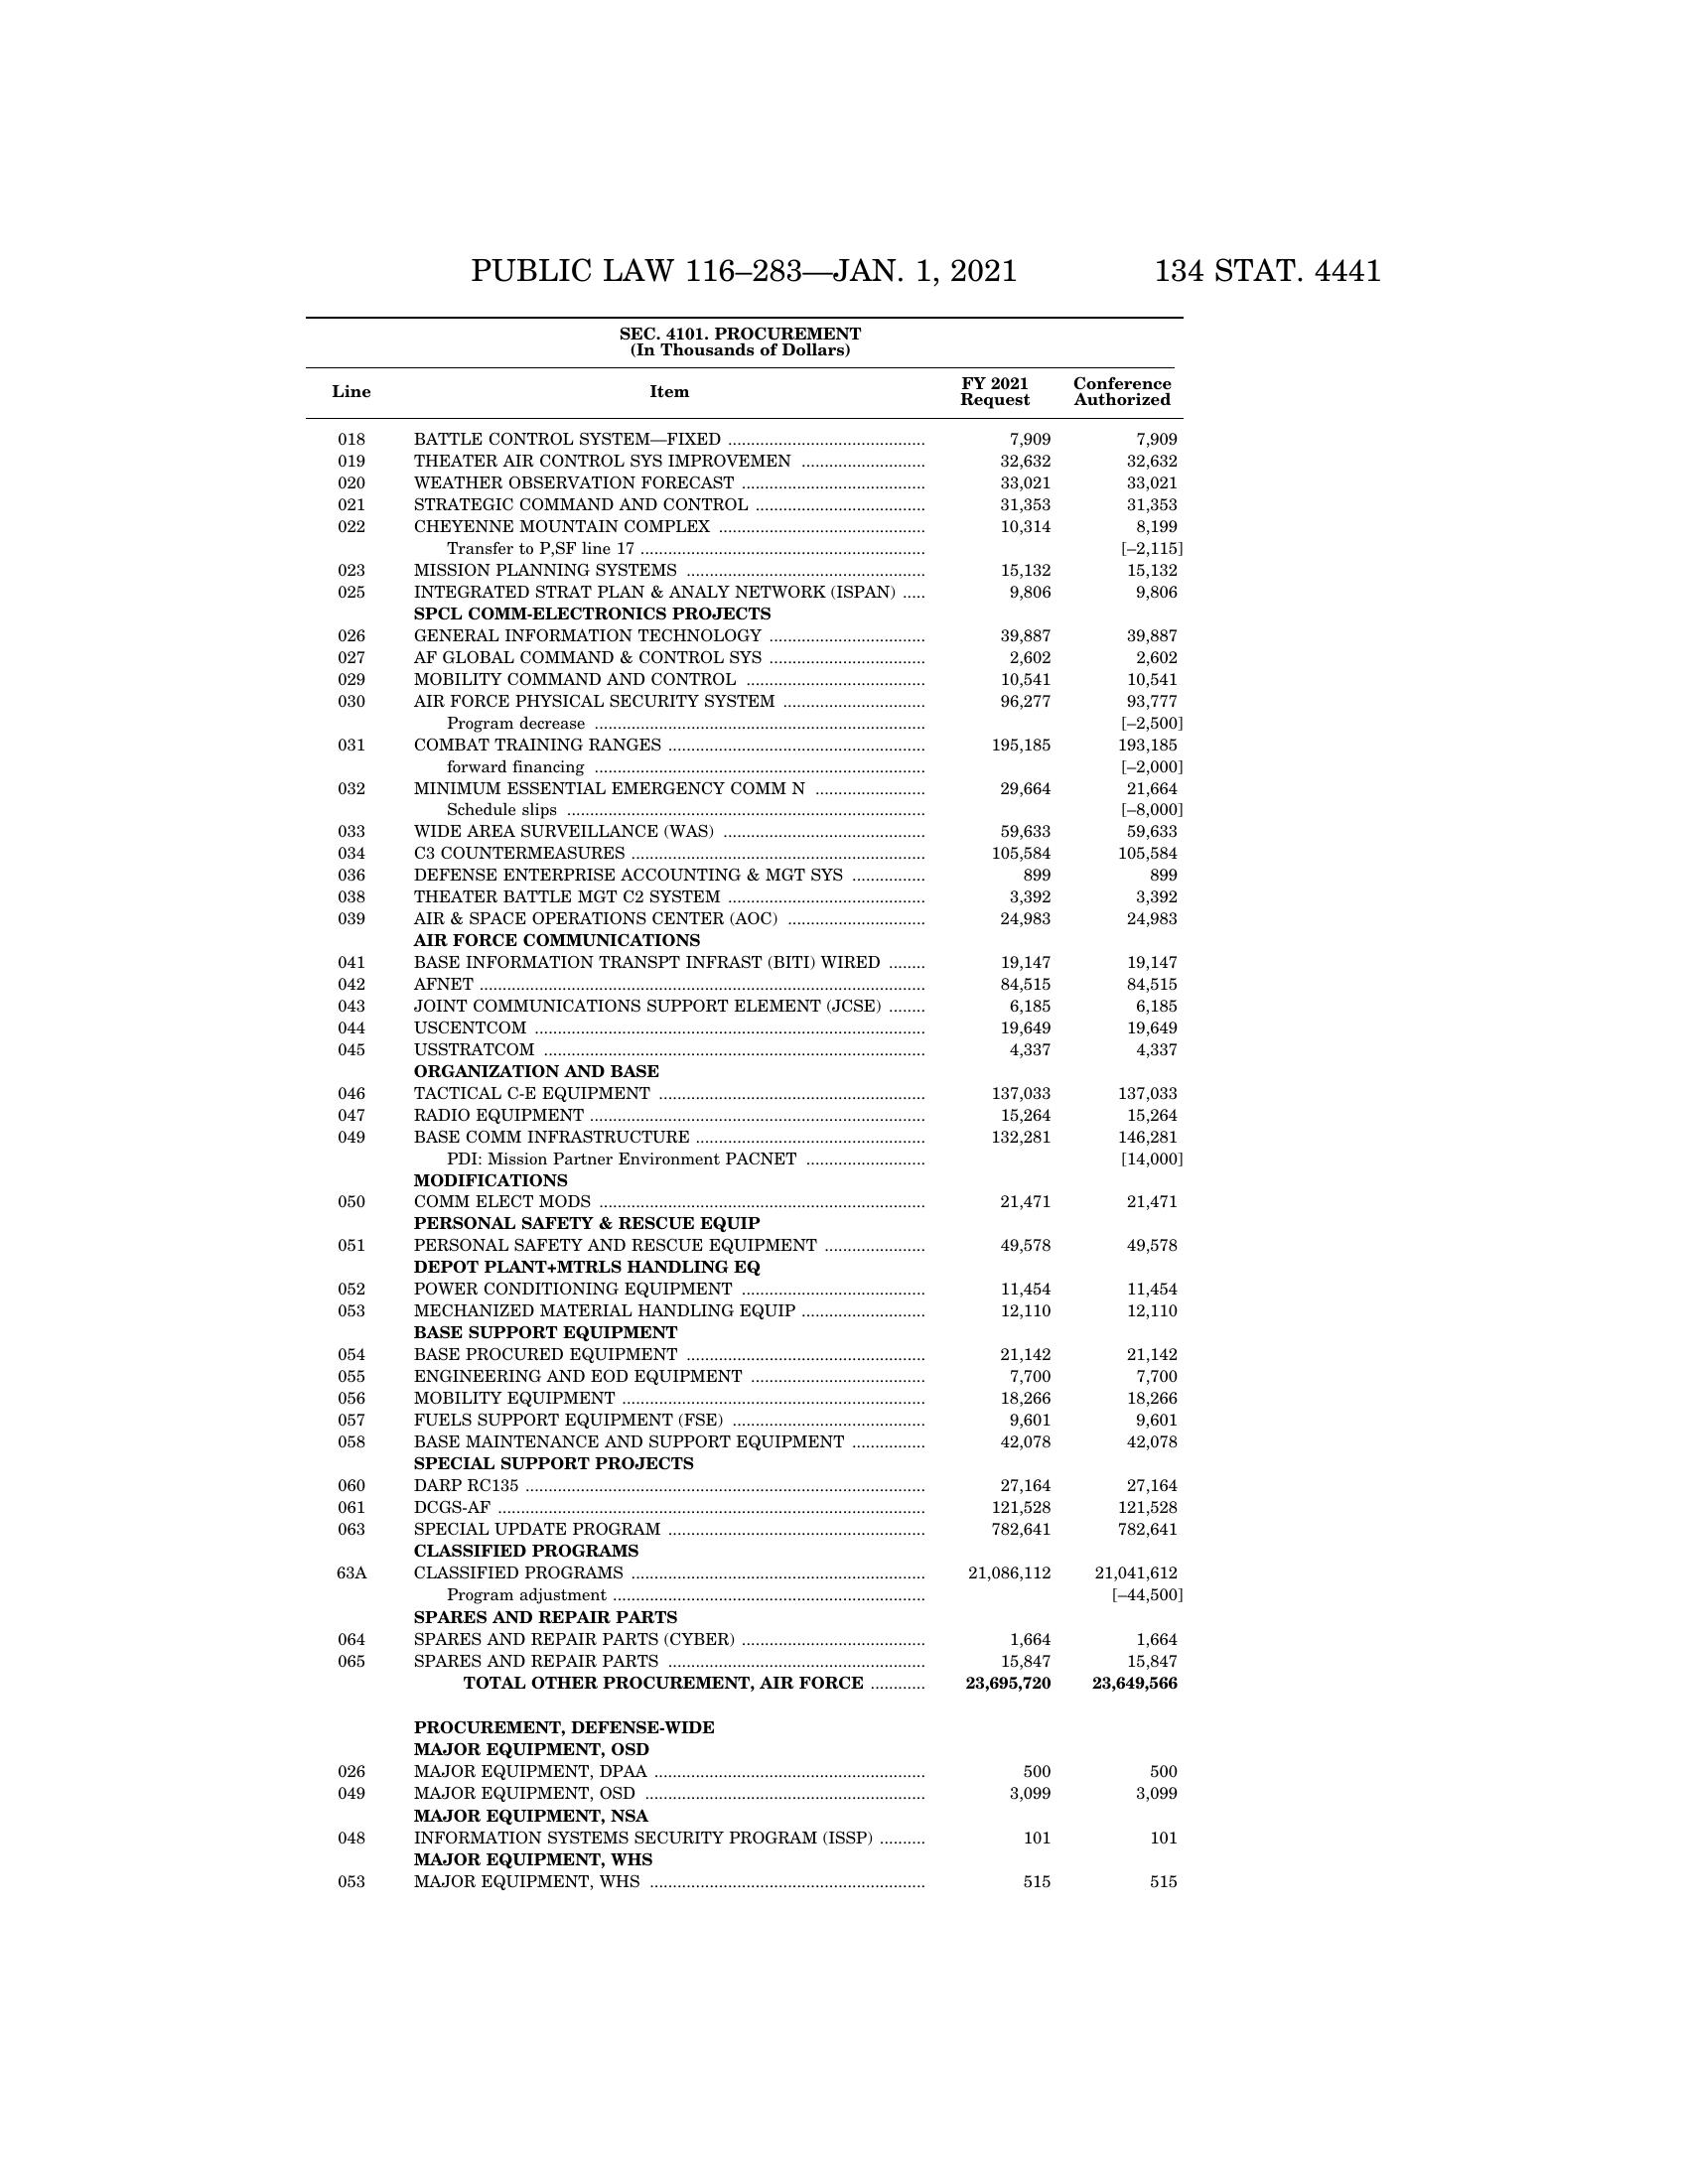 PUBLIC LAW 116–283—JAN. 1, 2021 134 STAT. 4441
SEC. 4101. PROCUREMENT
(In Thousands of Dollars)
Line Item FY 2021 Request Conference Authorized
018 BATTLE CONTROL SYSTEM—FIXED ........................................... 7,909 7,909
019 THEATER AIR CONTROL SYS IMPROVEMEN ........................... 32,632 32,632
020 WEATHER OBSERVATION FORECAST ........................................ 33,021 33,021
021 STRATEGIC COMMAND AND CONTROL ..................................... 31,353 31,353
022 CHEYENNE MOUNTAIN COMPLEX ............................................. 10,314 8,199
Transfer to P,SF line 17 .............................................................. [–2,115]
023 MISSION PLANNING SYSTEMS .................................................... 15,132 15,132
025 INTEGRATED STRAT PLAN & ANALY NETWORK (ISPAN) ..... 9,806 9,806
SPCL COMM-ELECTRONICS PROJECTS
026 GENERAL INFORMATION TECHNOLOGY .................................. 39,887 39,887
027 AF GLOBAL COMMAND & CONTROL SYS .................................. 2,602 2,602
029 MOBILITY COMMAND AND CONTROL ....................................... 10,541 10,541
030 AIR FORCE PHYSICAL SECURITY SYSTEM ............................... 96,277 93,777
Program decrease ........................................................................ [–2,500]
031 COMBAT TRAINING RANGES ........................................................ 195,185 193,185
forward financing ........................................................................ [–2,000]
032 MINIMUM ESSENTIAL EMERGENCY COMM N ........................ 29,664 21,664
Schedule slips .............................................................................. [–8,000]
033 WIDE AREA SURVEILLANCE (WAS) ............................................ 59,633 59,633
034 C3 COUNTERMEASURES ................................................................ 105,584 105,584
036 DEFENSE ENTERPRISE ACCOUNTING & MGT SYS ................ 899 899
038 THEATER BATTLE MGT C2 SYSTEM ........................................... 3,392 3,392
039 AIR & SPACE OPERATIONS CENTER (AOC) .............................. 24,983 24,983
AIR FORCE COMMUNICATIONS
041 BASE INFORMATION TRANSPT INFRAST (BITI) WIRED ........ 19,147 19,147
042 AFNET ................................................................................................. 84,515 84,515
043 JOINT COMMUNICATIONS SUPPORT ELEMENT (JCSE) ........ 6,185 6,185
044 USCENTCOM ..................................................................................... 19,649 19,649
045 USSTRATCOM ................................................................................... 4,337 4,337
ORGANIZATION AND BASE
046 TACTICAL C-E EQUIPMENT .......................................................... 137,033 137,033
047 RADIO EQUIPMENT ......................................................................... 15,264 15,264
049 BASE COMM INFRASTRUCTURE .................................................. 132,281 146,281
PDI: Mission Partner Environment PACNET .......................... [14,000]
MODIFICATIONS
050 COMM ELECT MODS ....................................................................... 21,471 21,471
PERSONAL SAFETY & RESCUE EQUIP
051 PERSONAL SAFETY AND RESCUE EQUIPMENT ...................... 49,578 49,578
DEPOT PLANT+MTRLS HANDLING EQ
052 POWER CONDITIONING EQUIPMENT ........................................ 11,454 11,454
053 MECHANIZED MATERIAL HANDLING EQUIP ........................... 12,110 12,110
BASE SUPPORT EQUIPMENT
054 BASE PROCURED EQUIPMENT .................................................... 21,142 21,142
055 ENGINEERING AND EOD EQUIPMENT ...................................... 7,700 7,700
056 MOBILITY EQUIPMENT .................................................................. 18,266 18,266
057 FUELS SUPPORT EQUIPMENT (FSE) .......................................... 9,601 9,601
058 BASE MAINTENANCE AND SUPPORT EQUIPMENT ................ 42,078 42,078
SPECIAL SUPPORT PROJECTS
060 DARP RC135 ....................................................................................... 27,164 27,164
061 DCGS-AF ............................................................................................. 121,528 121,528
063 SPECIAL UPDATE PROGRAM ........................................................ 782,641 782,641
CLASSIFIED PROGRAMS
63A CLASSIFIED PROGRAMS ................................................................ 21,086,112 21,041,612
Program adjustment .................................................................... [–44,500]
SPARES AND REPAIR PARTS
064 SPARES AND REPAIR PARTS (CYBER) ........................................ 1,664 1,664
065 SPARES AND REPAIR PARTS ........................................................ 15,847 15,847
TOTAL OTHER PROCUREMENT, AIR FORCE ............ 23,695,720 23,649,566
PROCUREMENT, DEFENSE-WIDE
MAJOR EQUIPMENT, OSD
026 MAJOR EQUIPMENT, DPAA ........................................................... 500 500
049 MAJOR EQUIPMENT, OSD ............................................................. 3,099 3,099
MAJOR EQUIPMENT, NSA
048 INFORMATION SYSTEMS SECURITY PROGRAM (ISSP) .......... 101 101
MAJOR EQUIPMENT, WHS
053 MAJOR EQUIPMENT, WHS ............................................................ 515 515